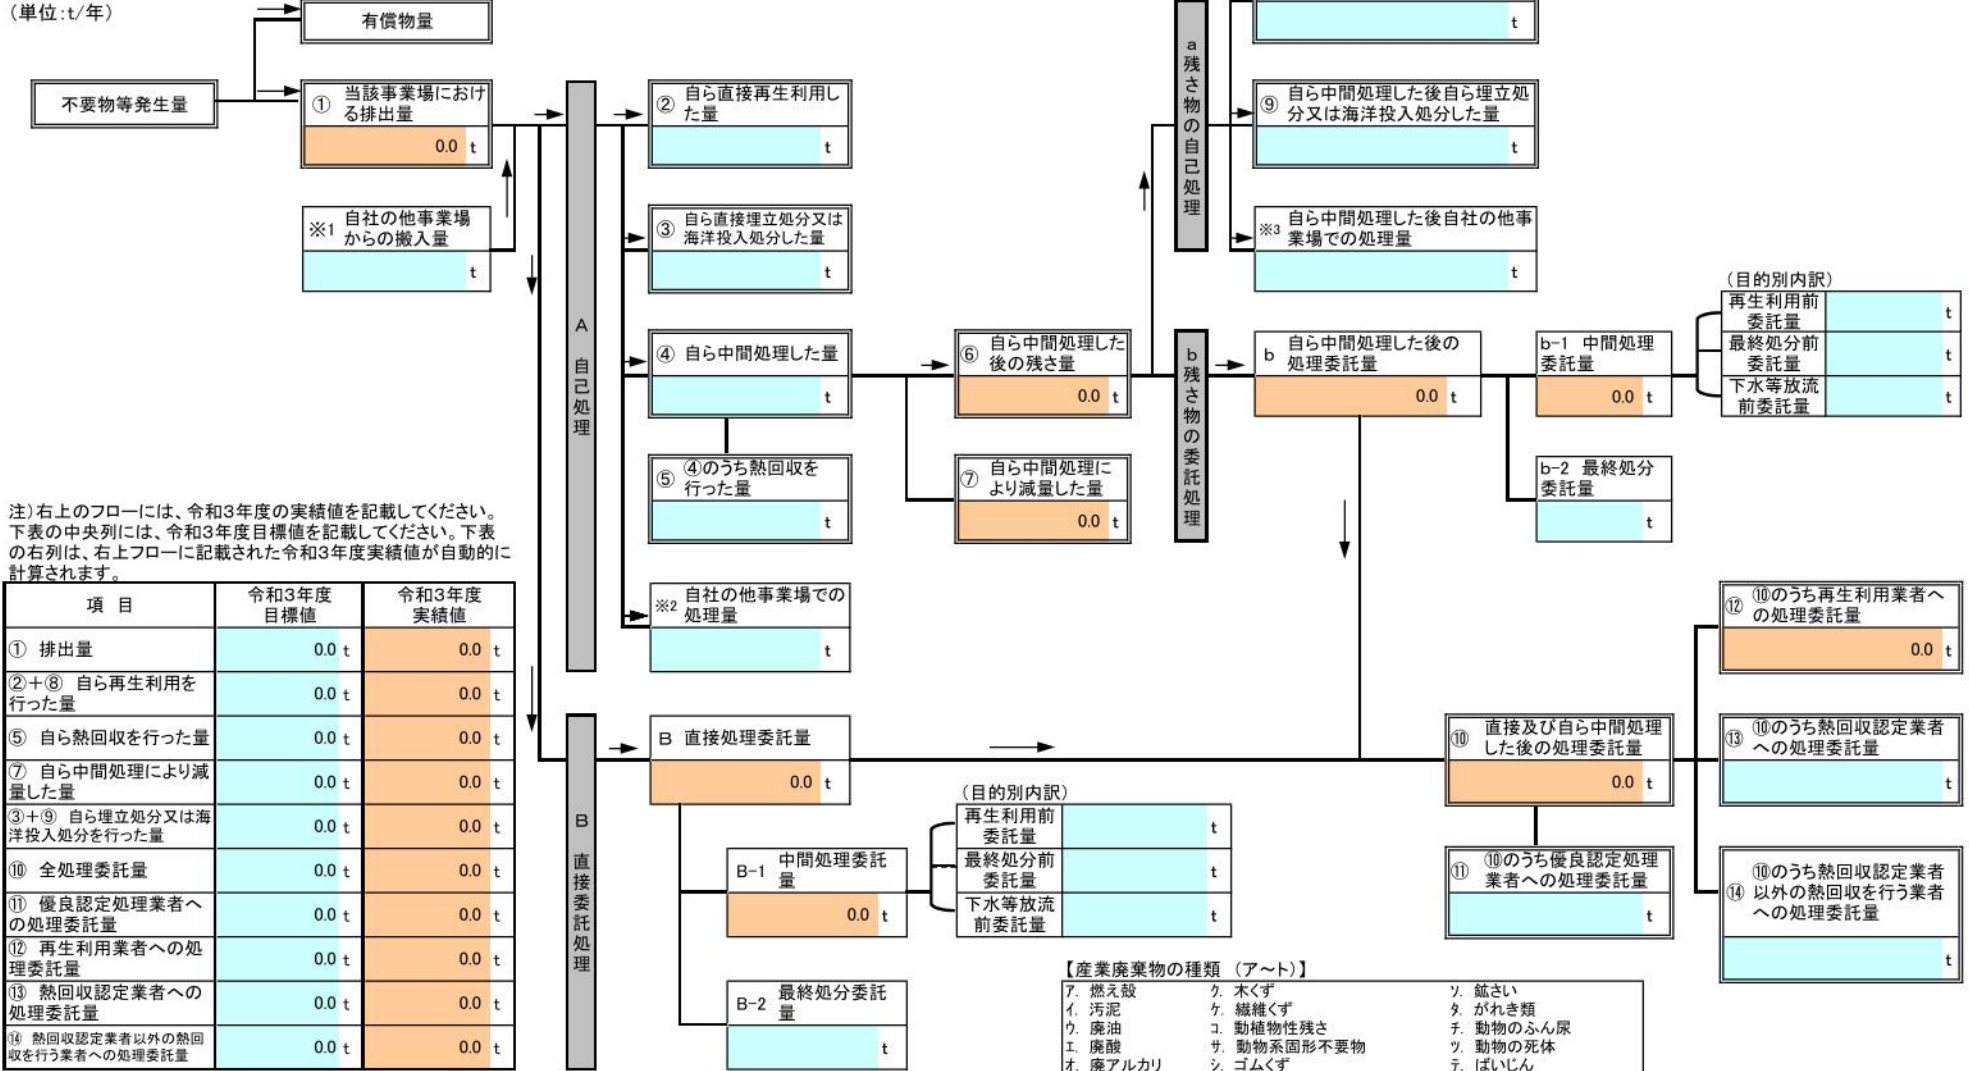 (単位:t/年)
有償物量
不要物等発生量
① 当該事業場におけ
る排出量
0.0 t
※1 自社の他事業場
からの搬入量
t
A 自己処理
② 自ら直接再生利用し
た量
t
③ 自ら直接埋立処分又は
海洋投入処分した量
t
④ 自ら中間処理した量
t
⑤ ④のうち熱回収を
行った量
t
※2 自社の他事業場での
処理量
t
⑥ 自ら中間処理した
後の残さ量
0.0 t
⑦ 自ら中間処理に
より減量した量
0.0 t
a 残さ物の自己処理
t
⑨ 自ら中間処理した後自ら埋立処
分又は海洋投入処分した量
t
※3 自ら中間処理した後自社の他事
業場での処理量
t
b 残さ物の委託処理
b 自ら中間処理した後の
処理委託量
0.0 t
b-1 中間処理
委託量
0.0 t
(目的別内訳)
再生利用前
委託量
t
最終処分前
委託量
t
下水等放流
前委託量
t
b-2 最終処分
委託量
t
注)右上のフローには、令和3年度の実績値を記載してください。
下表の中央列には、令和3年度目標値を記載してください。下表
の右列は、右上フローに記載された令和3年度実績値が自動的に
計算されます。
項 目
令和3年度
目標値
令和3年度
実績値
① 排出量 0.0 t 0.0 t
②+⑧ 自ら再生利用を
行った量 0.0 t 0.0 t
⑤ 自ら熱回収を行った量 0.0 t 0.0 t
⑦ 自ら中間処理により減
量した量 0.0 t 0.0 t
③+⑨ 自ら埋立処分又は海
洋投入処分を行った量 0.0 t 0.0 t
⑩ 全処理委託量 0.0 t 0.0 t
⑪ 優良認定処理業者へ
の処理委託量 0.0 t 0.0 t
⑫ 再生利用業者への処
理委託量 0.0 t 0.0 t
⑬ 熱回収認定業者への
処理委託量 0.0 t 0.0 t
⑭ 熱回収認定業者以外の熱回
収を行う業者への処理委託量 0.0 t 0.0 t
B 直接委託処理
B 直接処理委託量
0.0 t
B-1 中間処理委託
量
0.0 t
(目的別内訳)
再生利用前
委託量
t
最終処分前
委託量
t
下水等放流
前委託量
t
B-2 最終処分委託
量
t
⑩ 直接及び自ら中間処理
した後の処理委託量
0.0 t
⑪ ⑩のうち優良認定処理
業者への処理委託量
t
⑫ ⑩のうち再生利用業者へ
の処理委託量
0.0 t
⑬ ⑩のうち熱回収認定業者
への処理委託量
t
⑭ ⑩のうち熱回収認定業者
以外の熱回収を行う業者
への処理委託量
t
【産業廃棄物の種類 (ア~ト)】
ア. 燃え殻 ク. 木くず ソ. 鉱さい
イ. 汚泥 ケ. 繊維くず タ. がれき類
ウ. 廃油 コ. 動植物性残さ チ. 動物のふん尿
エ. 廃酸 サ. 動物系固形不要物 ツ. 動物の死体
オ. 廃アルカリ シ. ゴムくず テ. ばいじん